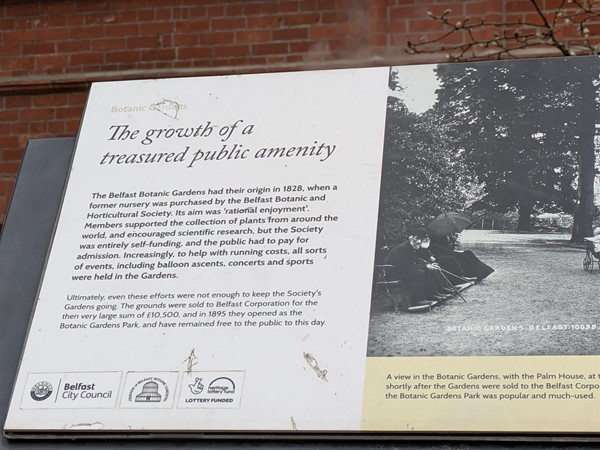 Botanic Gardens
The growth of a
treasured public amenity
The Belfast Botanic Gardens had their origin in 1828, when a
former nursery was purchased by the Belfast Botanic and
Horticultural Society. Its aim was 'rational enjoyment'.
Members supported the collection of plants from around the
world, and encouraged scientific research, but the Society
was entirely self-funding, and the public had to pay for
admission. Increasingly, to help with running costs, all sorts
of events, including balloon ascents, concerts and sports
were held in the Gardens.
Ultimately, even these efforts were not enough to keep the Society's
Gardens going. The grounds were sold to Belfast Corporation for the
then very large sum of £10,500, and in 1895 they opened as the
Botanic Gardens Park, and have remained free to the public to this day.
Belfast
City Council
heritage
lottery fund
LOTTERY FUNDED
BOTANIC GARDENS. BELFAST.
A view in the Botanic Gardens, with the Palm House, at t
shortly after the Gardens were sold to the Belfast Corpo
the Botanic Gardens Park was popular and much-used.